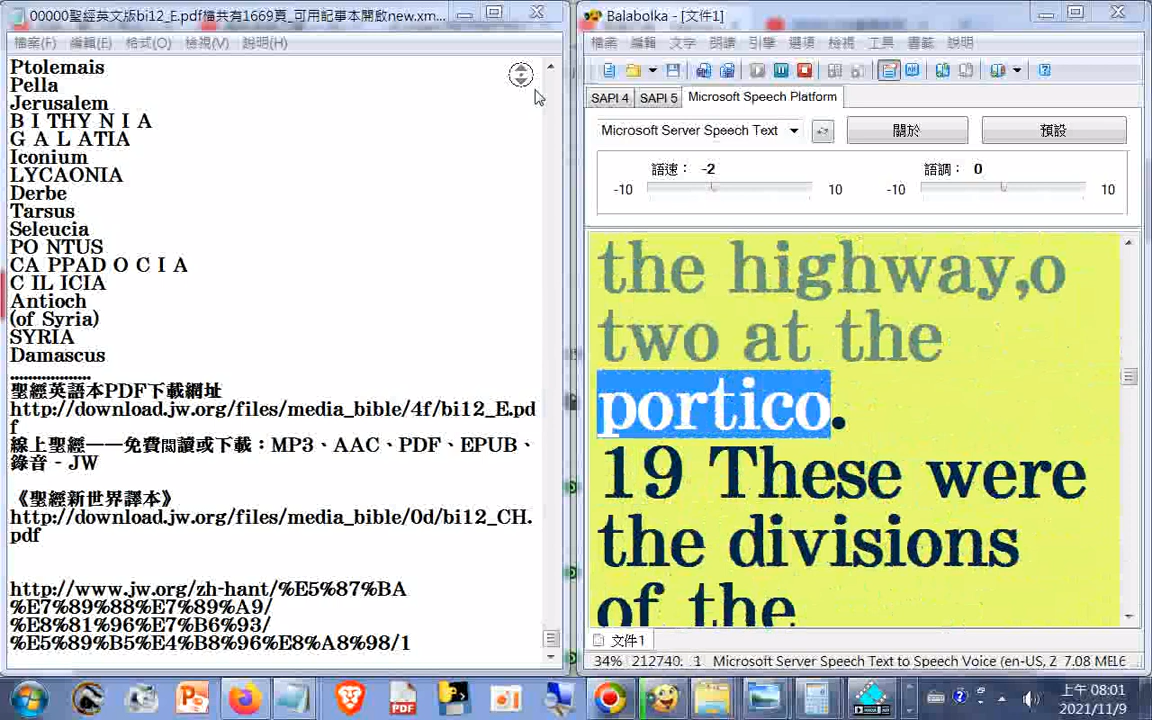 00000聖經英文版bi12_E.pdf檔共有1669頁_可用記事本開啟new.xm...
檔案(F) 編輯(E) 格式(O) 檢視(V) 說明(H)
Ptolemais
Pella
Jerusalem
B I THY N I A
G A L ATIA
Iconium
LYCAONIA
Derbe
Tarsus
Seleucia
PO NTUS
CA PPAD O C I A
C IL ICIA
Antioch
(of Syria)
SYRIA
Damascus
..................
聖經英語本PDF下載網址
http://download.jw.org/files/media_bible/4f/bi12_E.pd
f
線上聖經——免費閱讀或下載：MP3、AAC、PDF、EPUB、
錄音 - JW
《聖經新世界譯本》
http://download.jw.org/files/media_bible/0d/bi12_CH.
pdf
http://www.jw.org/zh-hant/%E5%87%BA
%E7%89%88%E7%89%A9/
%E8%81%96%E7%B6%93/
%E5%89%B5%E4%B8%96%E8%A8%98/1
Balabolka - [文件1]
檔案 編輯 文字 朗讀 引擎 選項 檢視 工具 書籤 說明
SAPI 4 SAPI 5 Microsoft Speech Platform
Microsoft Server Speech Text 關於 預設
語速： -2 語調： 0
-10 10 -10 10
the highway,o
two at the
portico.
19 These were
the divisions
of the
文件1
34% 212740: 1 Microsoft Server Speech Text to Speech Voice (en-US, 2 7.08 МЕЦ
PDF
上午 08:01
2021/11/9